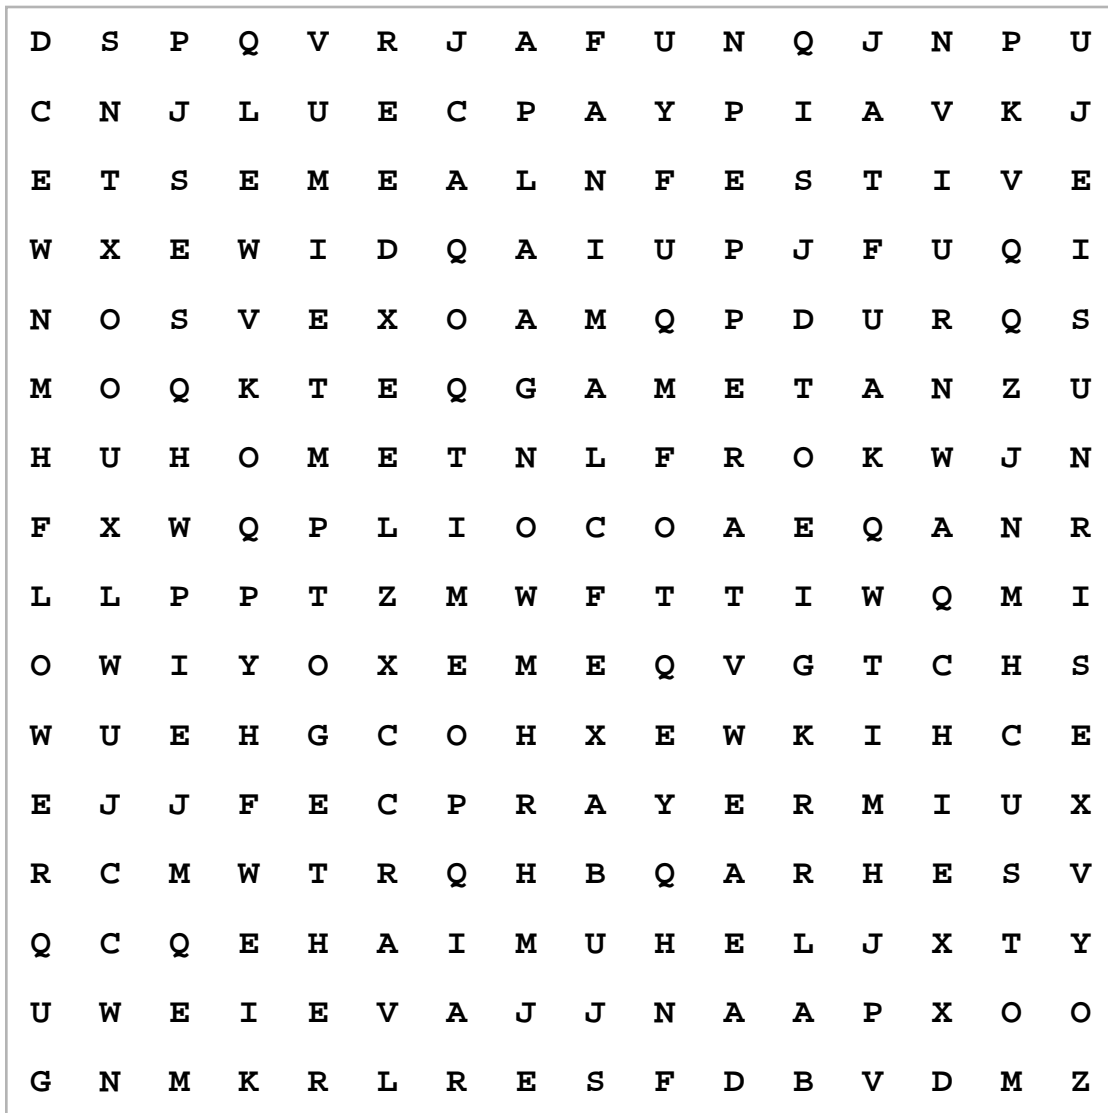 D S P Q V R J A F U N Q J N P U
C N J L U E C P A Y P I A V K J
E T S E M E A L N F E S T I V E
W X E W I D Q A I U P J F U Q I
N O S V E X O A M Q P D U R Q S
M O Q K T E Q G A M E T A N Z U
H U H O M E T N L F R O K W J N
F X W Q P L I O C O A E Q A N R
L L P P T Z M W F T T I W Q M I
O W I Y O X E M E Q V G T C H S
W U E H G C O H X E W K I H C E
E J J F E C P R A Y E R M I U X
R C M W T R Q H B Q A R H E S V
Q C Q E H A I M U H E L J X T Y
U W E I E V A J J N A A P X O O
G N M K R L R E S F D B V D M Z